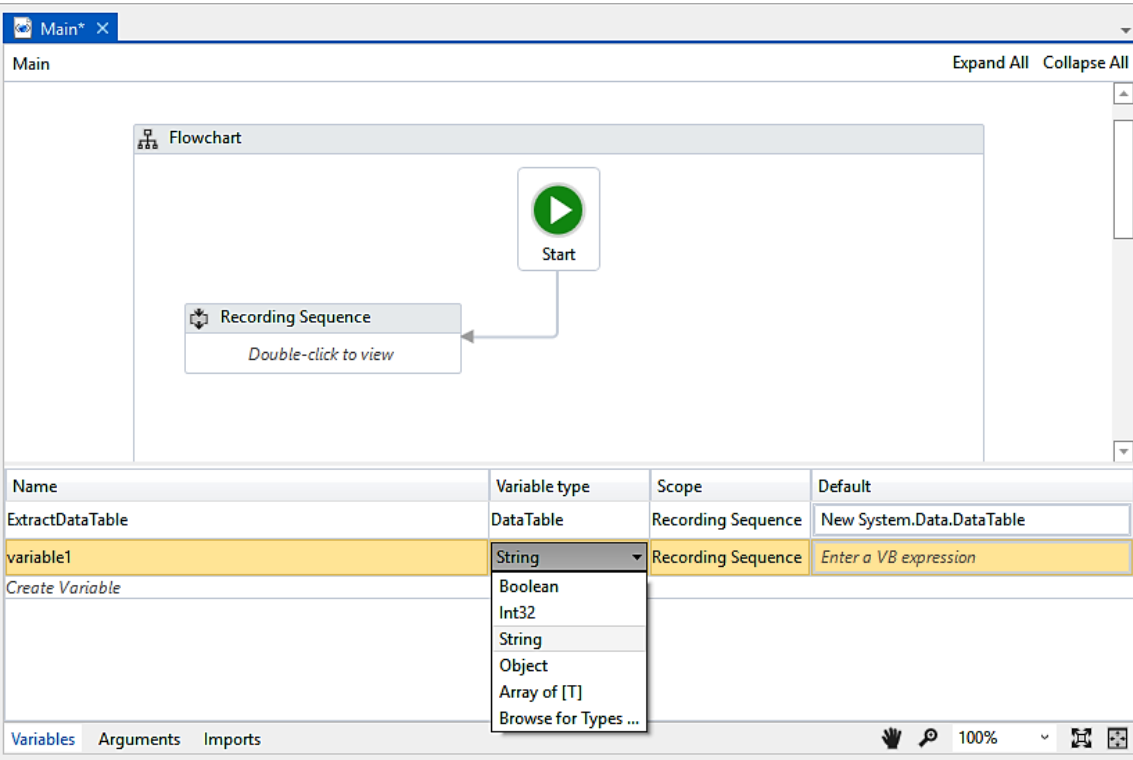 Main*
Main Expand All Collapse All
Flowchart
Start
Recording Sequence
Double-click to view
Name Variable type Scope Default
ExtractDataTable DataTable Recording Sequence New System.Data.DataTable
variable1 String Recording Sequence Enter a VB expression
Create Variable
Boolean
Int32
String
Object
Array of [T]
Browse for Types ...
Variables Arguments Imports 100%